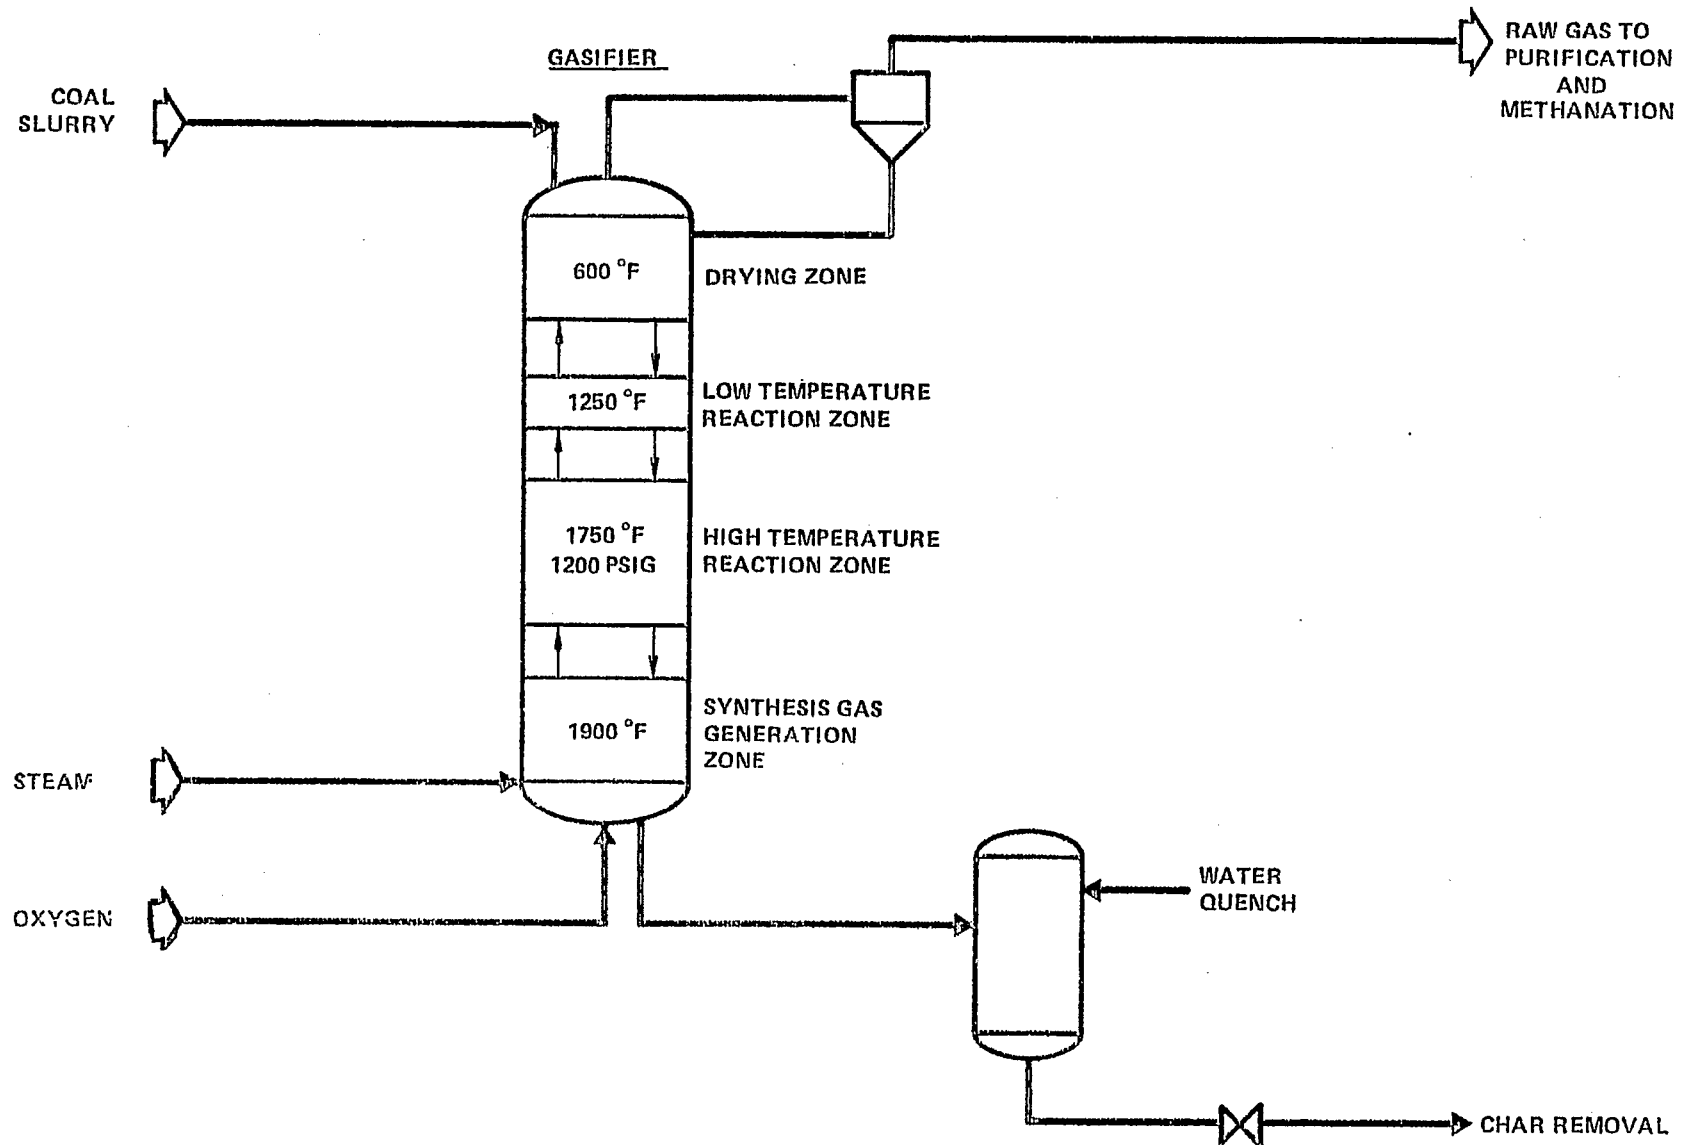 GASIFIER
RAW GAS TO
PURIFICATION
AND
METHANATION
COAL
SLURRY
600 °F
DRYING ZONE
1250 °F
LOW TEMPERATURE
REACTION ZONE
1750 °F
1200 PSIG
HIGH TEMPERATURE
REACTION ZONE
1900 °F
SYNTHESIS GAS
GENERATION
ZONE
STEAM
OXYGEN
WATER
QUENCH
CHAR REMOVAL